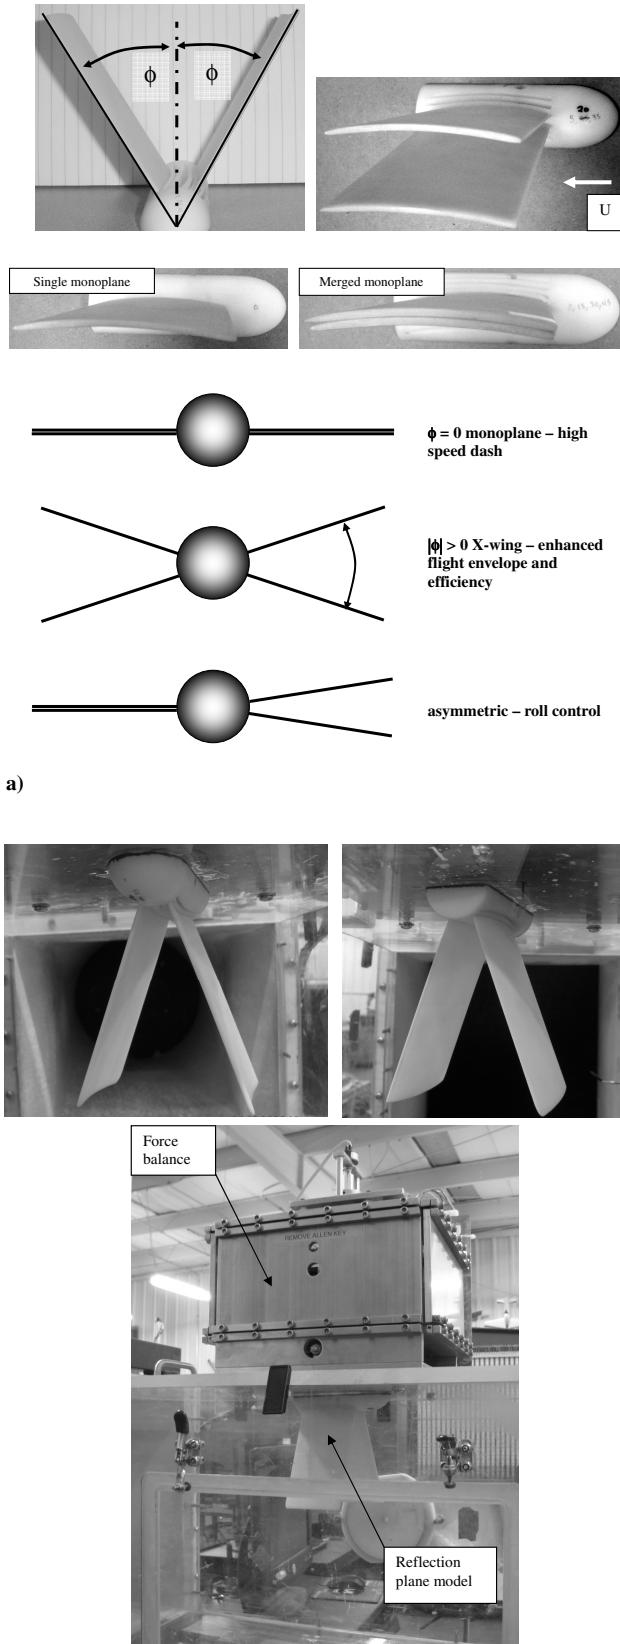 ϕ
ϕ
20
U
Single monoplane
Merged monoplane
ϕ = 0 monoplane – high
speed dash
|ϕ| > 0 X-wing – enhanced
flight envelope and
efficiency
asymmetric – roll control
a)
Force
balance
REMOVE ALLEN KEY
Reflection
plane model